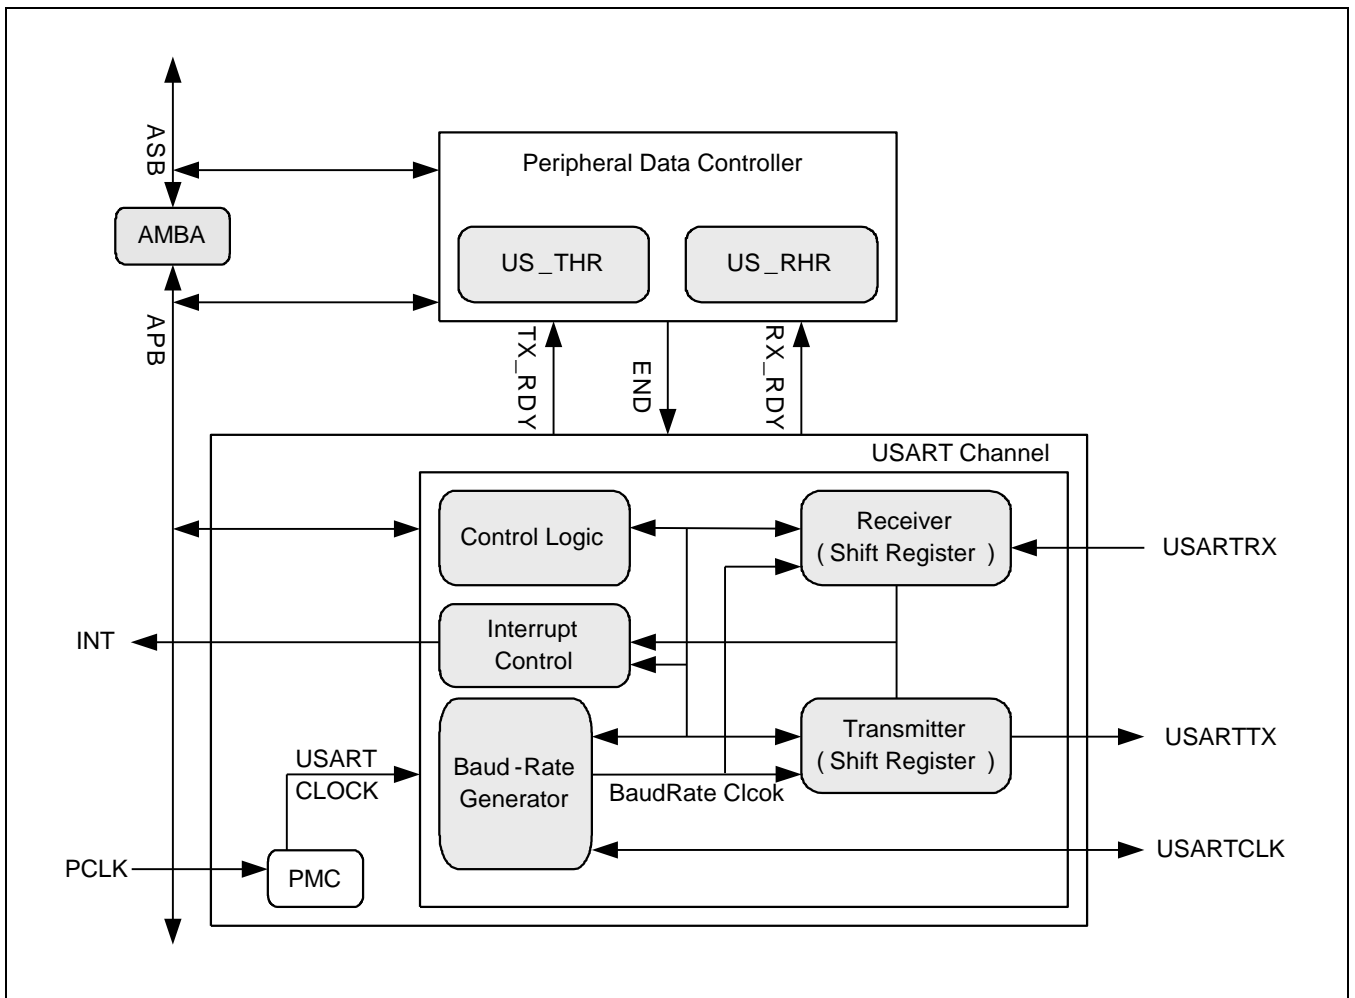 ASB
Peripheral Data Controller
AMBA
US_THR
US_RHR
APB
TX_RDY
END
RX_RDY
USART Channel
Control Logic
Receiver
( Shift Register )
USARTRX
INT
Interrupt
Control
Transmitter
( Shift Register )
USARTTX
USART
CLOCK
Baud-Rate
Generator
BaudRate Clcok
USARTCLK
PCLK
PMC